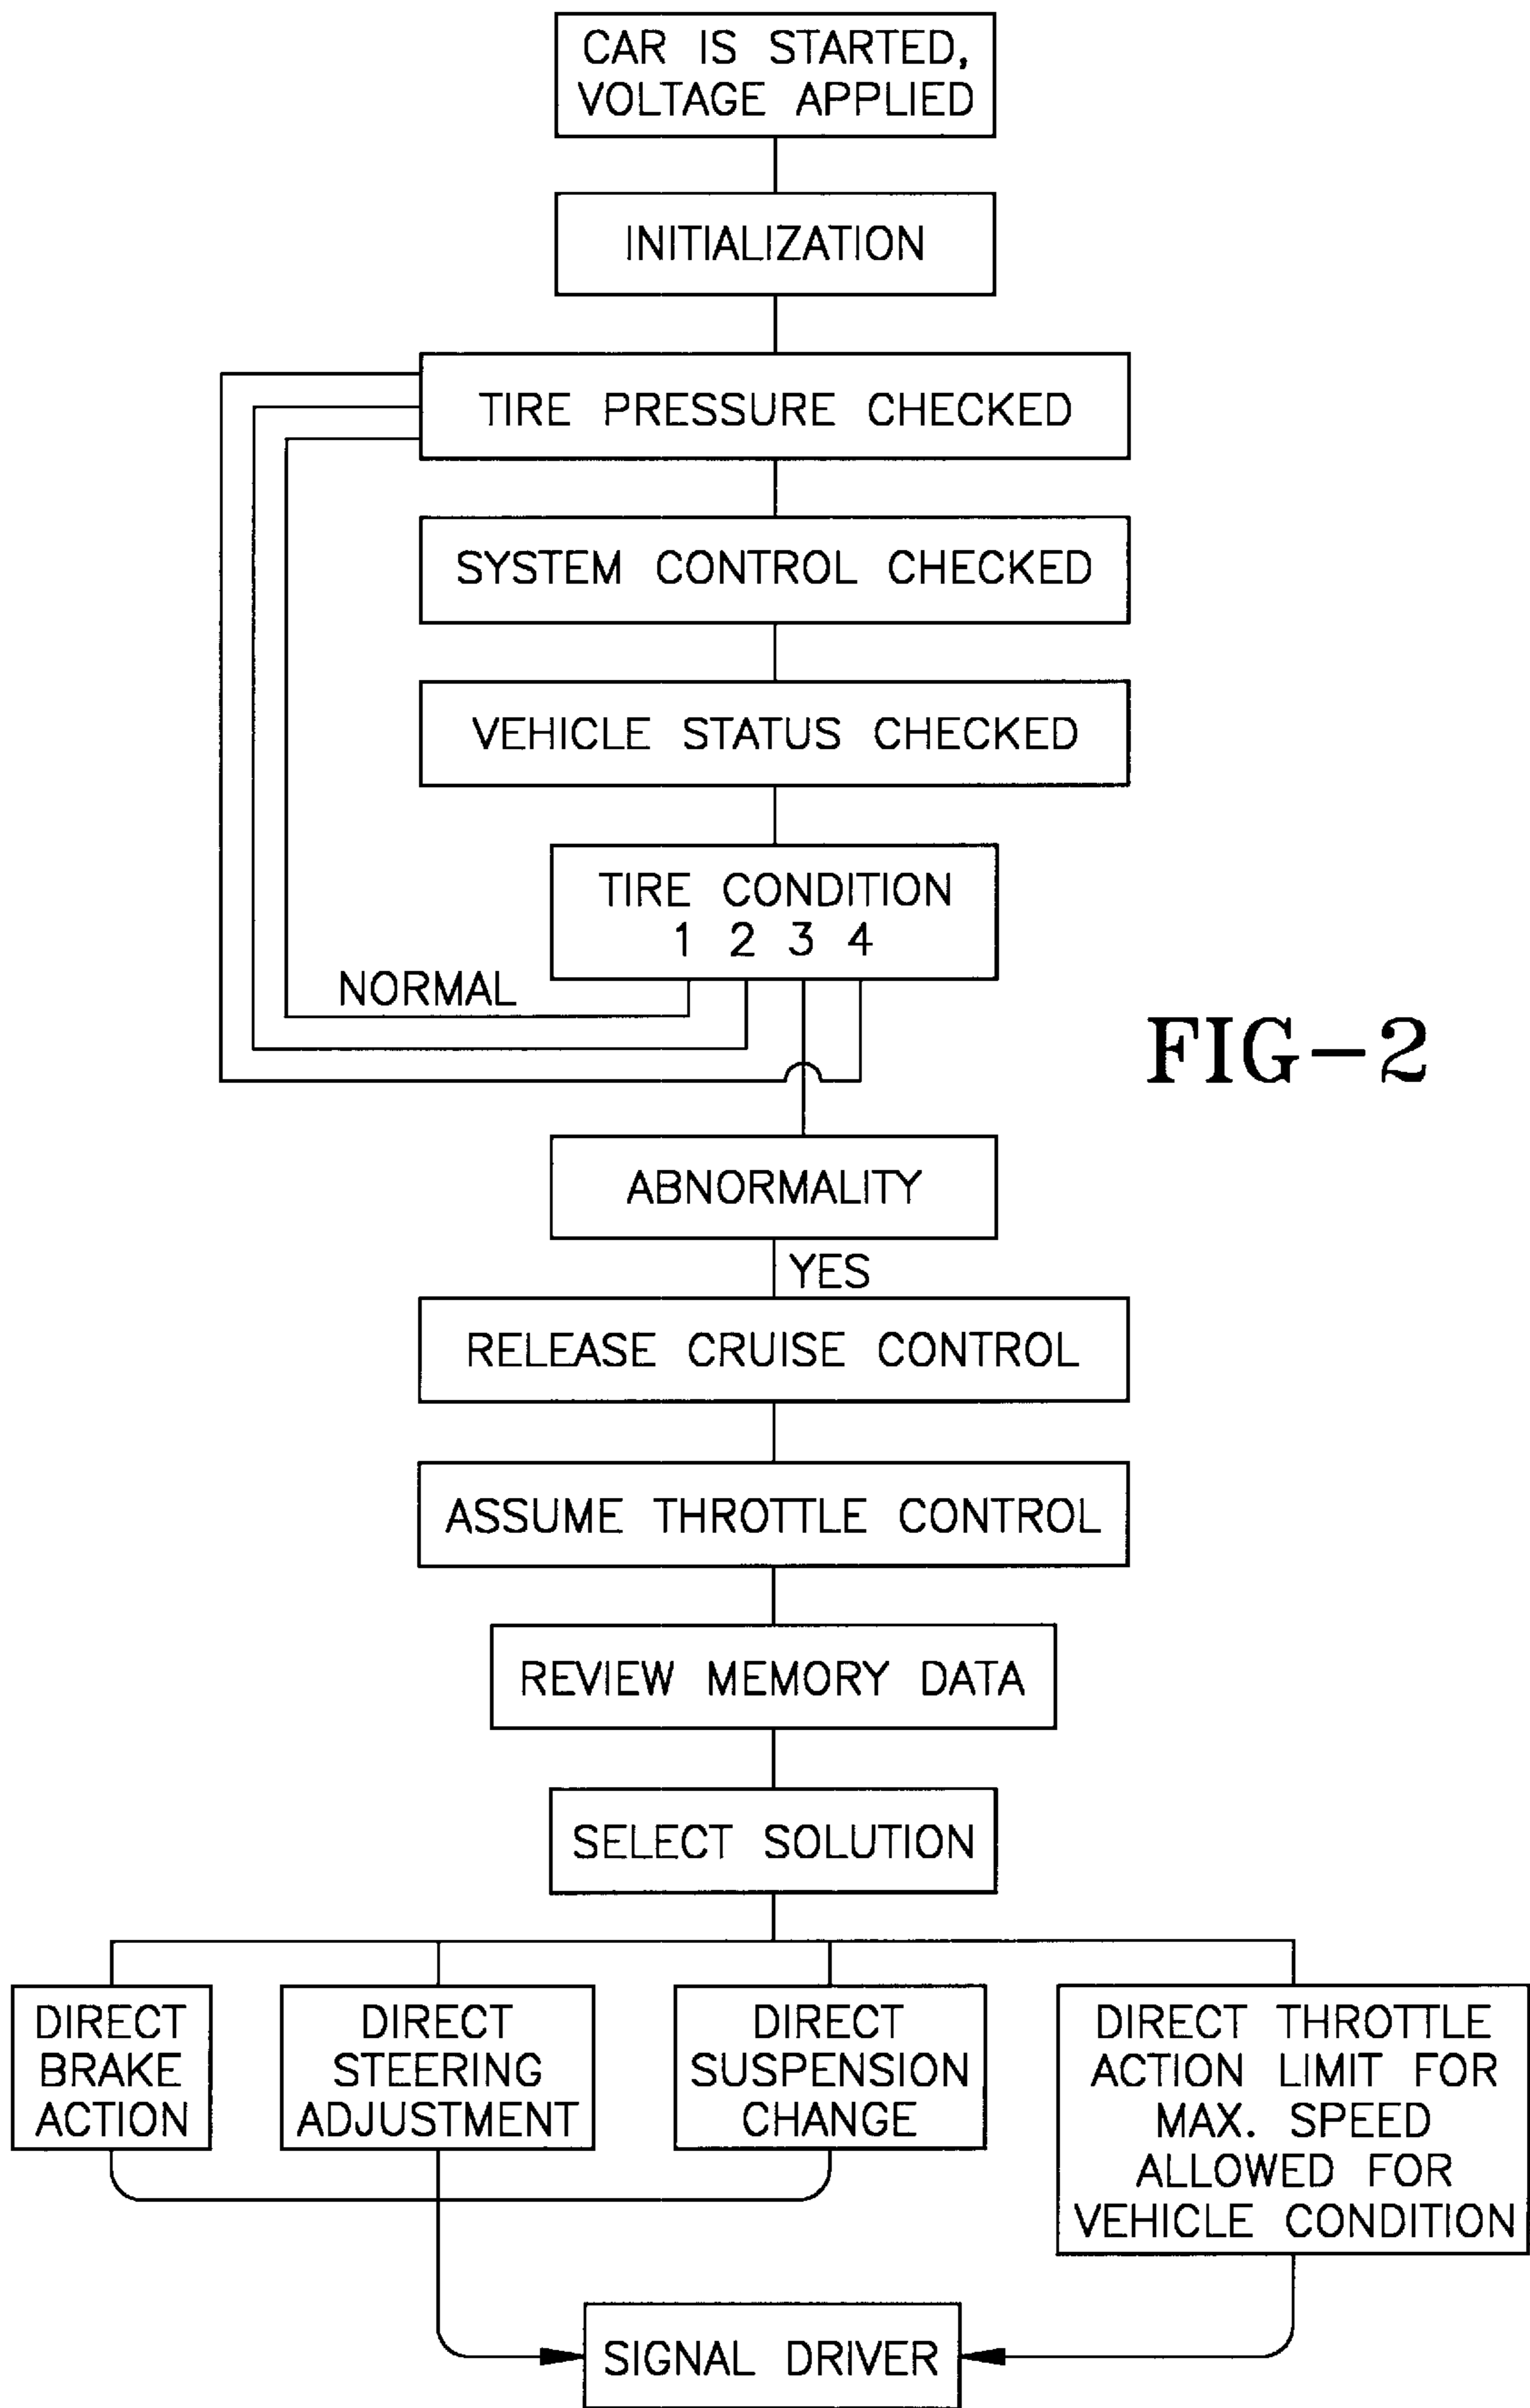 CAR IS STARTED,
VOLTAGE APPLIED
INITIALIZATION
TIRE PRESSURE CHECKED
SYSTEM CONTROL CHECKED
VEHICLE STATUS CHECKED
TIRE CONDITION
1 2 3 4
NORMAL
FIG-2
ABNORMALITY
YES
RELEASE CRUISE CONTROL
ASSUME THROTTLE CONTROL
REVIEW MEMORY DATA
SELECT SOLUTION
DIRECT
BRAKE
ACTION
DIRECT
STEERING
ADJUSTMENT
DIRECT
SUSPENSION
CHANGE
DIRECT THROTTLE
ACTION LIMIT FOR
MAX. SPEED
ALLOWED FOR
VEHICLE CONDITION
SIGNAL DRIVER